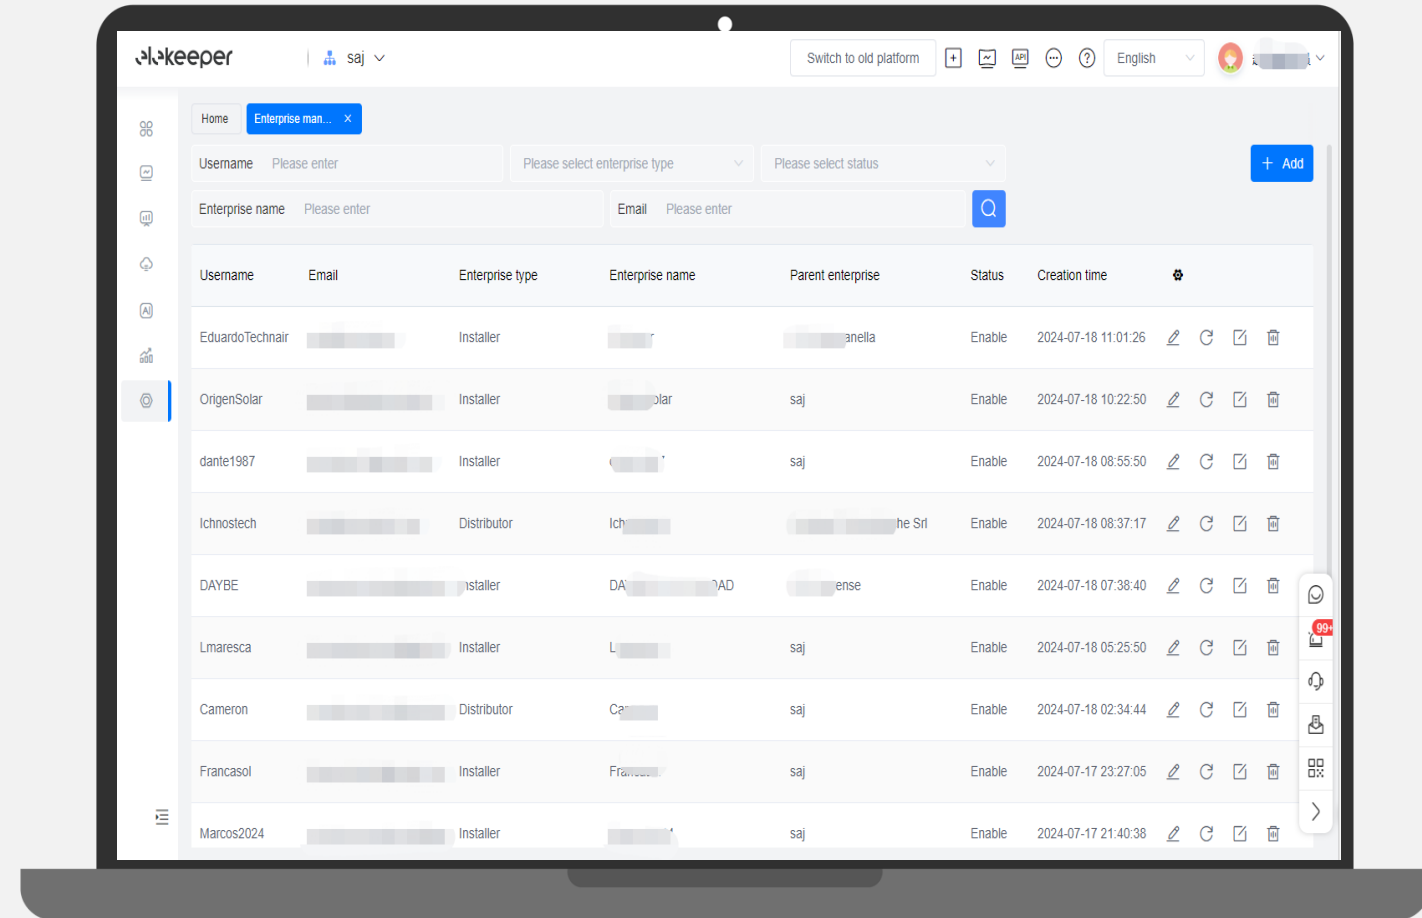 elekeeper saj Switch to old platform API English
Home Enterprise man... ×
Username Please enter Please select enterprise type Please select status + Add
Enterprise name Please enter Email Please enter
Username Email Enterprise type Enterprise name Parent enterprise Status Creation time
EduardoTechnair Installer anella Enable 2024-07-18 11:01:26
OrigenSolar Installer olar saj Enable 2024-07-18 10:22:50
dante1987 Installer saj Enable 2024-07-18 08:55:50
Ichnostech Distributor Ich he Srl Enable 2024-07-18 08:37:17
DAYBE Installer DA AD ense Enable 2024-07-18 07:38:40
Lmaresca Installer L saj Enable 2024-07-18 05:25:50
99+
Cameron Distributor Ca saj Enable 2024-07-18 02:34:44
Francasol Installer Fra saj Enable 2024-07-17 23:27:05
Marcos2024 Installer saj Enable 2024-07-17 21:40:38
AI